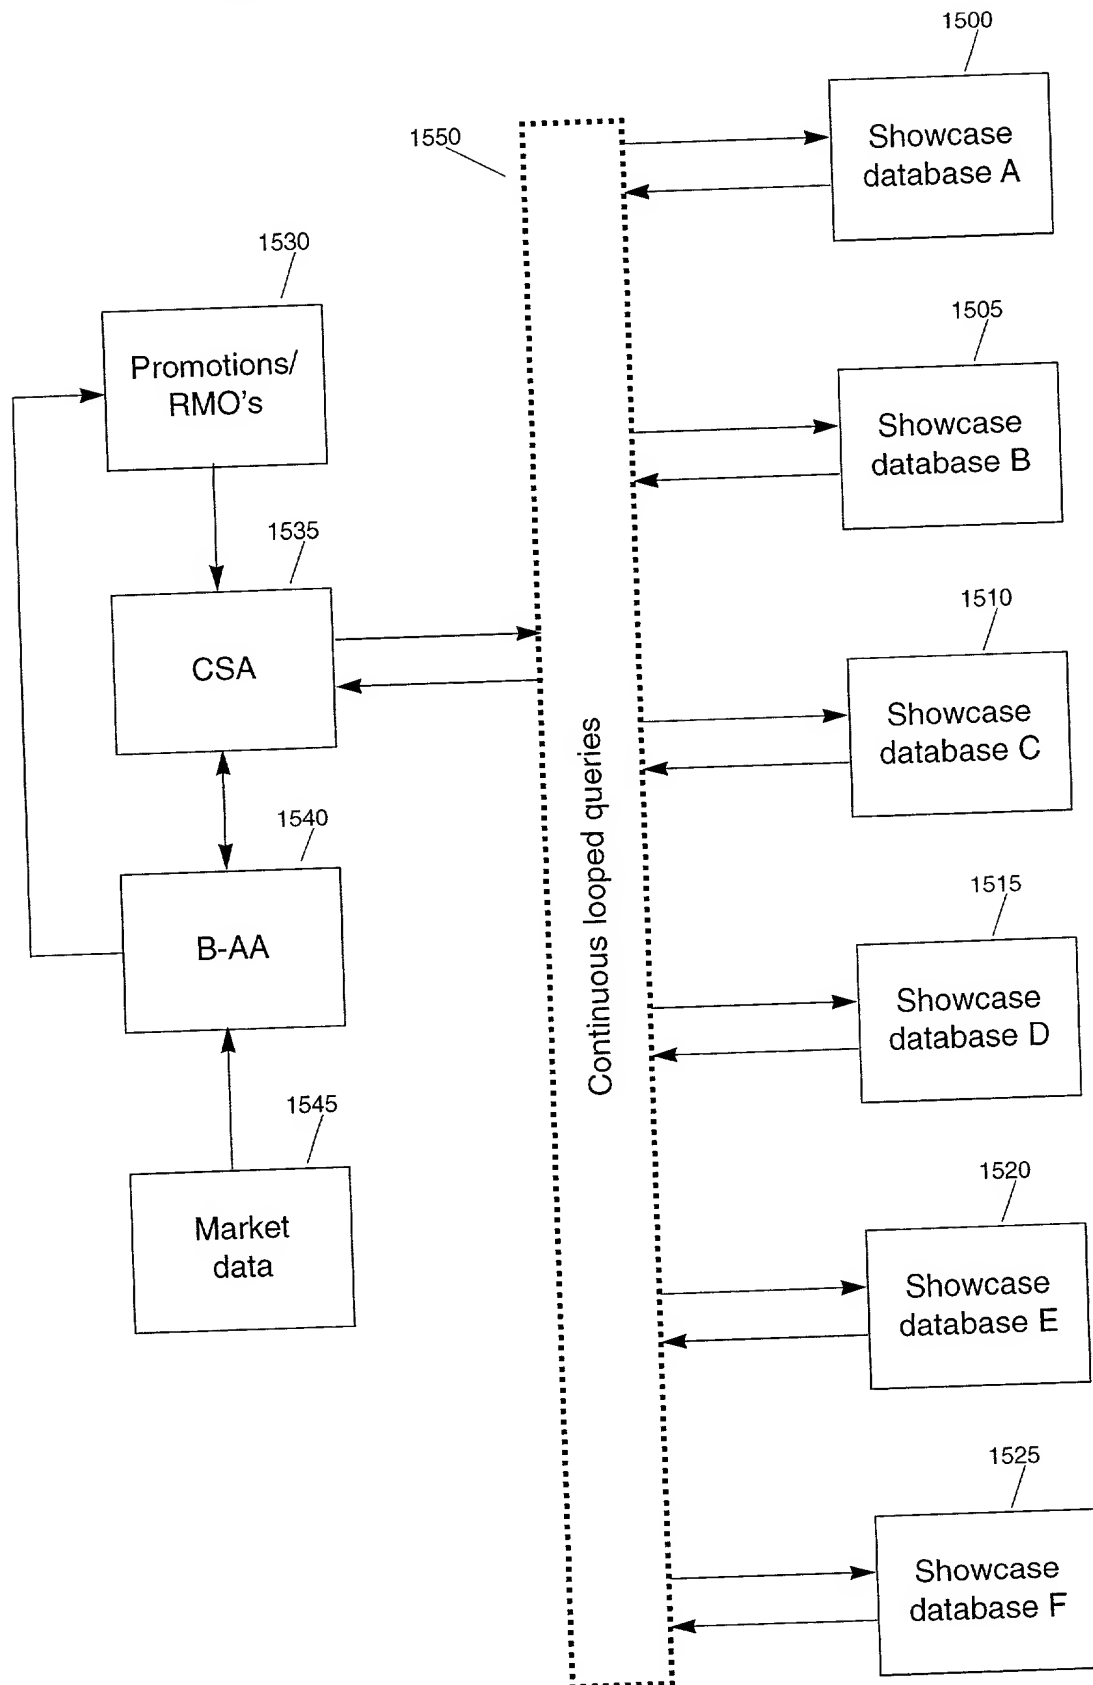 1500
Showcase
database A
1550
1530
Promotions/
RMO's
1505
Showcase
database B
1535
CSA
1510
Showcase
database C
Continuous looped queries
1540
B-AA
1515
Showcase
database D
1545
Market
data
1520
Showcase
database E
1525
Showcase
database F